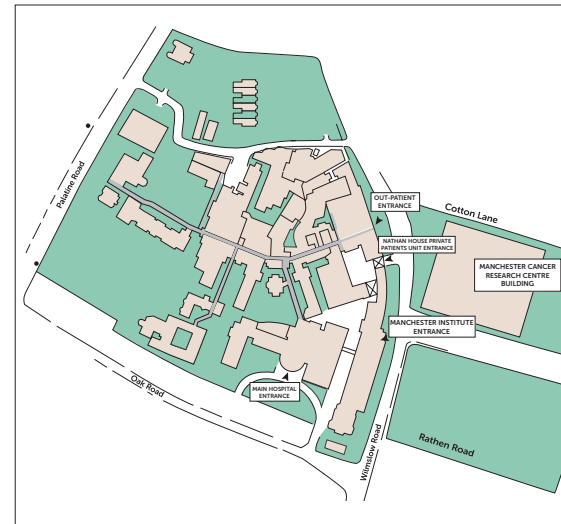 Palatine Road
OUT-PATIENT
ENTRANCE
Cotton Lane
NATHAN HOUSE PRIVATE
PATIENTS UNIT ENTRANCE
MANCHESTER CANCER
RESEARCH CENTRE
BUILDING
MANCHESTER INSTITUTE
ENTRANCE
MAIN HOSPITAL
ENTRANCE
Oak Road
Wilmslow Road
Rathen Road